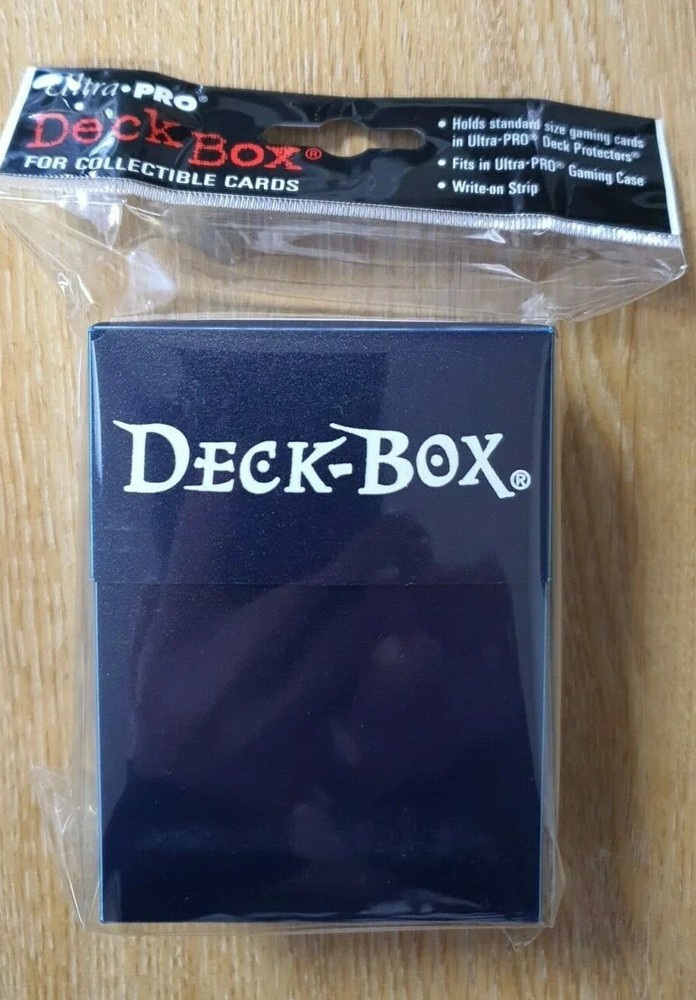 Ultra•PRO®
Deck Box®
FOR COLLECTIBLE CARDS
• Holds standard size gaming cards
in Ultra-PRO® Deck Protectors®
• Fits in Ultra-PRO® Gaming Case
• Write-on Strip
DECK-BOX®